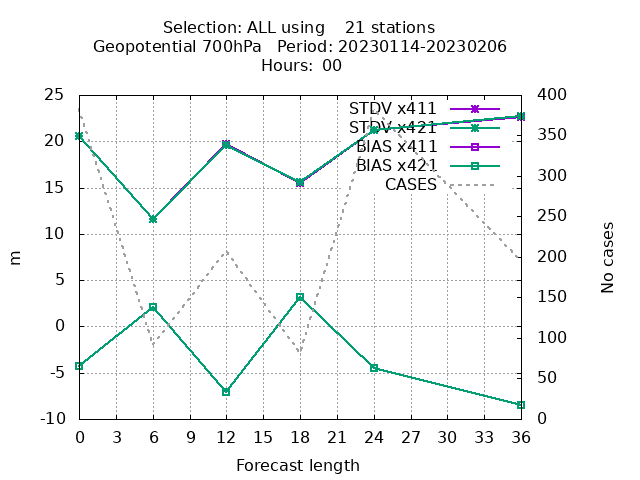 Selection: ALL using    21 stations
Geopotential 700hPa   Period: 20230114-20230206
Hours: 00
25
20
15
10
5
0
-5
-10
400
350
300
250
200
150
100
50
0
STDV x411
STDV x421
BIAS x411
BIAS x421
CASES
m
No cases
0 3 6 9 12 15 18 21 24 27 30 33 36
Forecast length